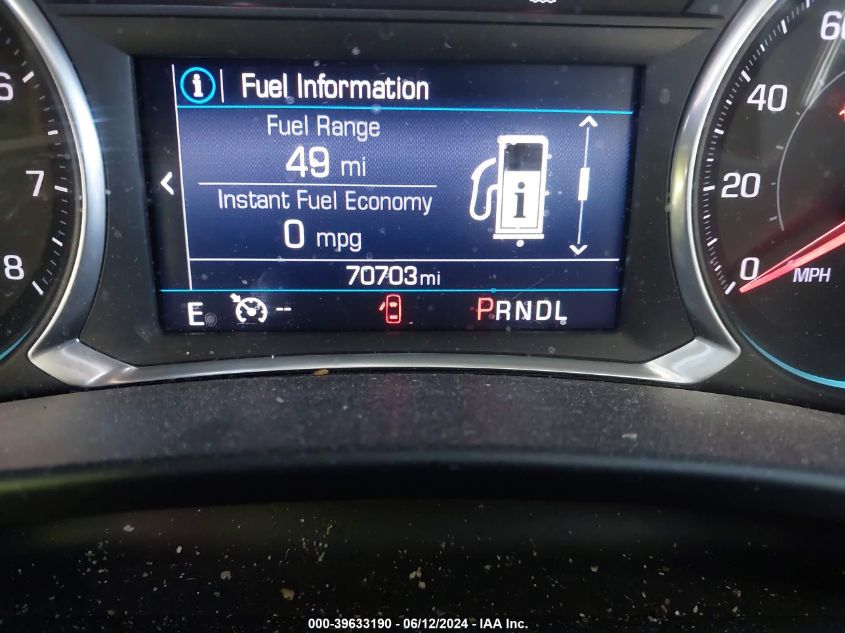 6
7
8
i Fuel Information
Fuel Range
49 mi
Instant Fuel Economy
0 mpg
i
70703mi
E
--
PRNDL
60
40
20
0
MPH
000-39633190 - 06/12/2024 - IAA Inc.